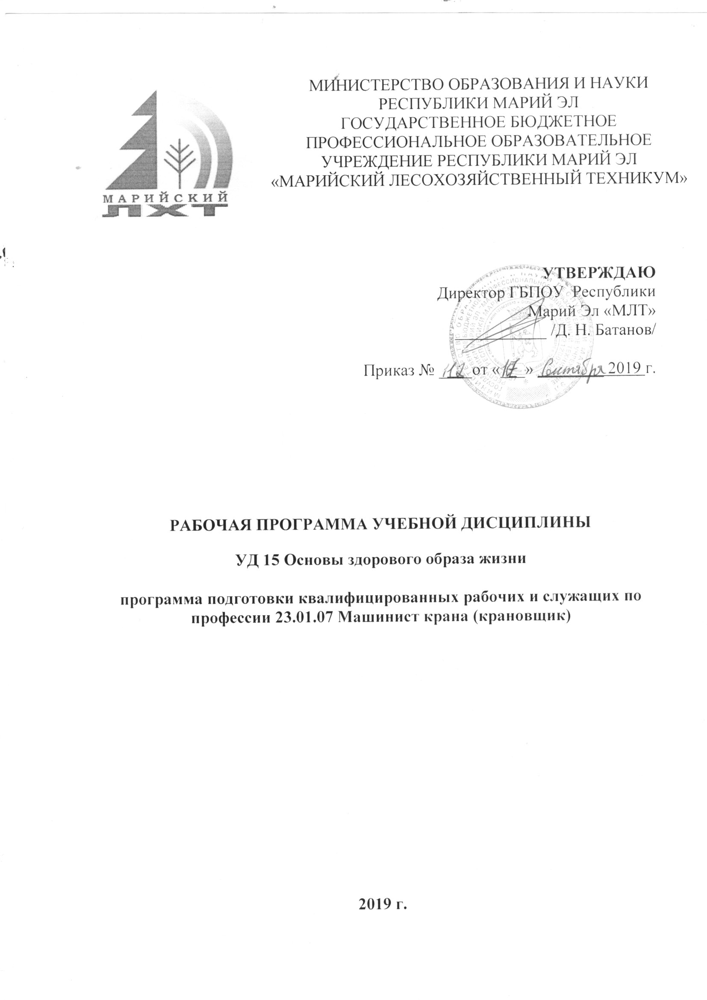 МИНИСТЕРСТВО ОБРАЗОВАНИЯ И НАУКИ
РЕСПУБЛИКИ МАРИЙ ЭЛ
ГОСУДАРСТВЕННОЕ БЮДЖЕТНОЕ
ПРОФЕССИОНАЛЬНОЕ ОБРАЗОВАТЕЛЬНОЕ
УЧРЕЖДЕНИЕ РЕСПУБЛИКИ МАРИЙ ЭЛ
«МАРИЙСКИЙ ЛЕСОХОЗЯЙСТВЕННЫЙ ТЕХНИКУМ»
МАРИЙСКИЙ
ЛХТ
УТВЕРЖДАЮ
Директор ГБПОУ Республики
Марий Эл «МЛТ»
/Д. Н. Батанов/
Приказ № 112 от «17» сентября 2019 г.
РАБОЧАЯ ПРОГРАММА УЧЕБНОЙ ДИСЦИПЛИНЫ
УД 15 Основы здорового образа жизни
программа подготовки квалифицированных рабочих и служащих по
профессии 23.01.07 Машинист крана (крановщик)
2019 г.